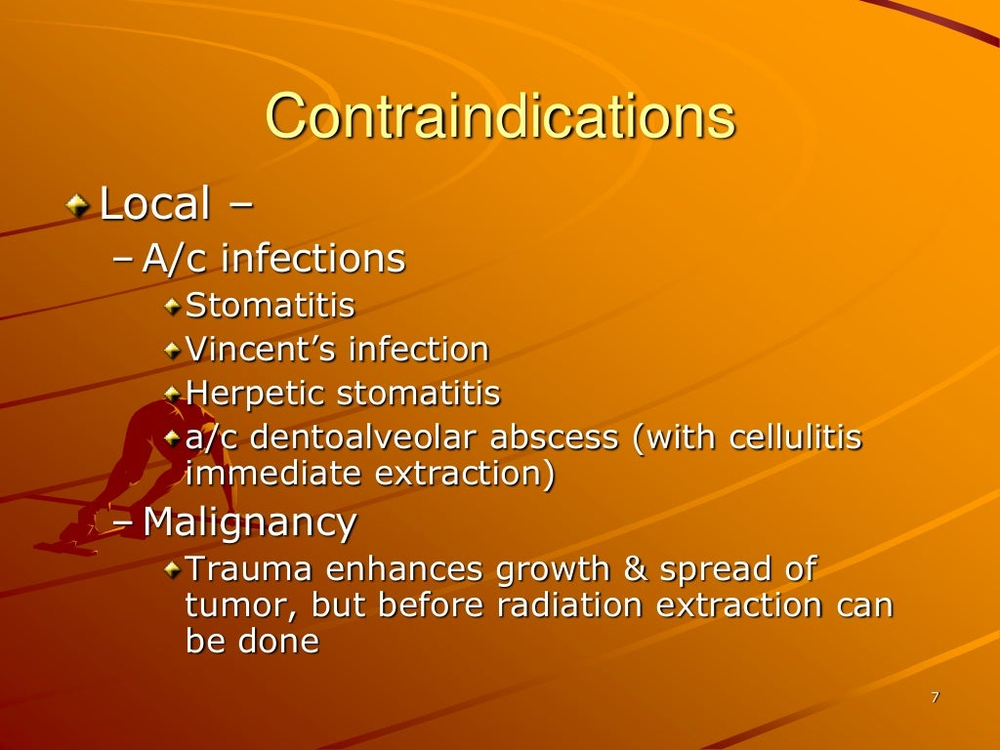 Contraindications
Local –
– A/c infections
Stomatitis
Vincent’s infection
Herpetic stomatitis
a/c dentoalveolar abscess (with cellulitis
immediate extraction)
– Malignancy
Trauma enhances growth & spread of
tumor, but before radiation extraction can
be done
7